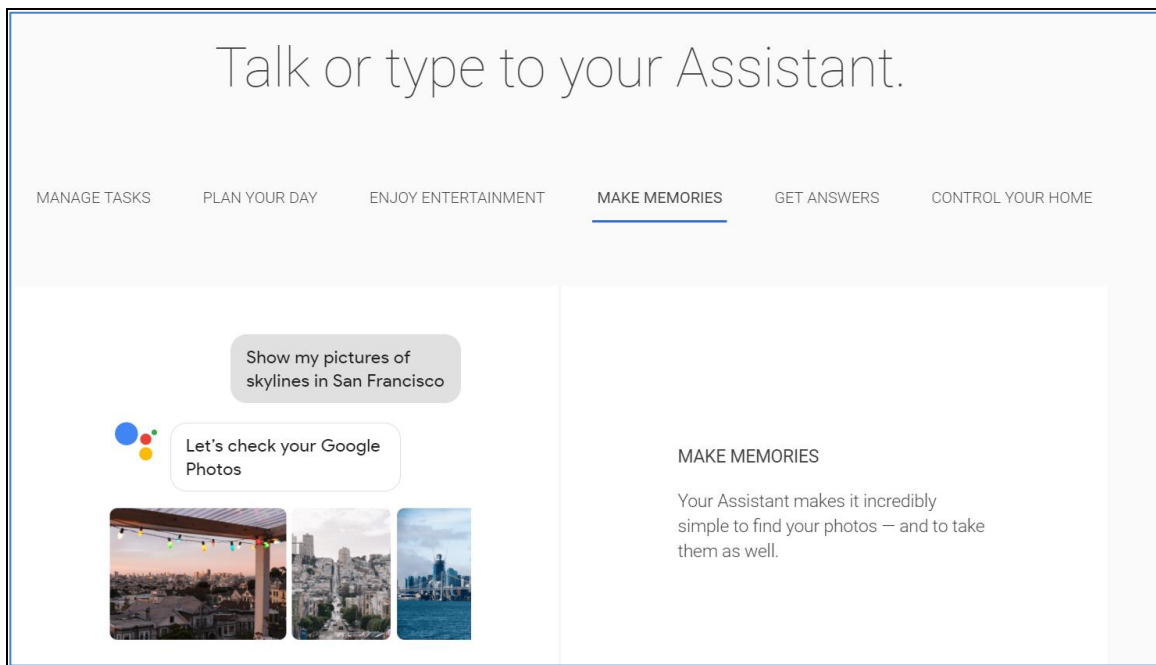 Talk or type to your Assistant.
MANAGE TASKS
PLAN YOUR DAY
ENJOY ENTERTAINMENT
MAKE MEMORIES
GET ANSWERS
CONTROL YOUR HOME
Show my pictures of
skylines in San Francisco
Let's check your Google
Photos
MAKE MEMORIES
Your Assistant makes it incredibly
simple to find your photos — and to take
them as well.